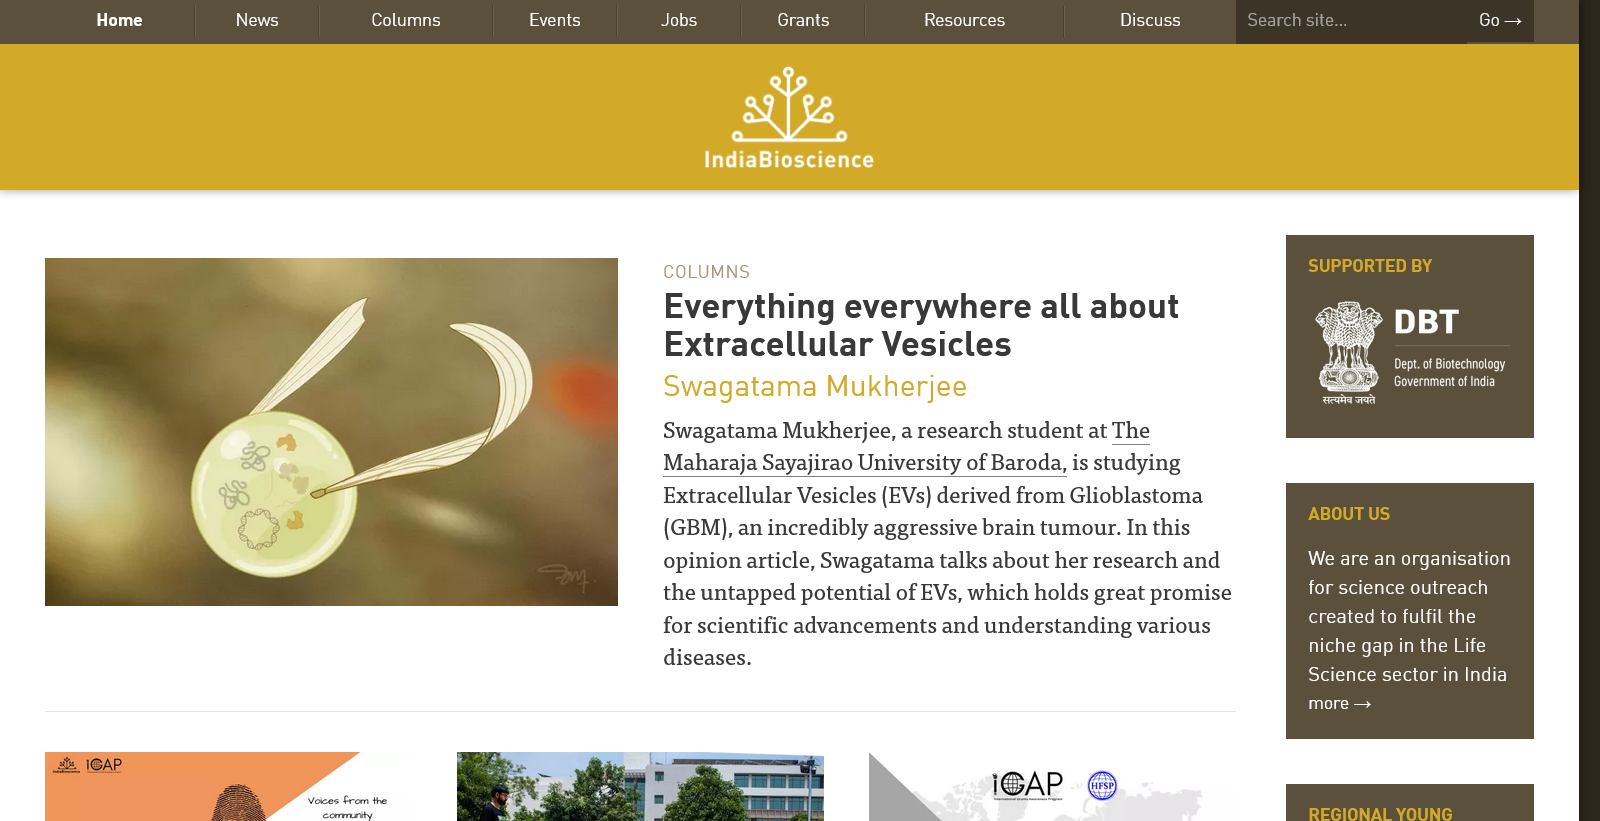 Home
News
Columns
Events
Jobs
Grants
Resources
Discuss
Search site...
Go →
IndiaBioscience
COLUMNS
Everything everywhere all about
Extracellular Vesicles
Swagatama Mukherjee
Swagatama Mukherjee, a research student at The
Maharaja Sayajirao University of Baroda, is studying
Extracellular Vesicles (EVs) derived from Glioblastoma
(GBM), an incredibly aggressive brain tumour. In this
opinion article, Swagatama talks about her research and
the untapped potential of EVs, which holds great promise
for scientific advancements and understanding various
diseases.
SUPPORTED BY
DBT
Dept. of Biotechnology
Government of India
सत्यमेव जयते
ABOUT US
We are an organisation
for science outreach
created to fulfil the
niche gap in the Life
Science sector in India
more →
REGIONAL YOUNG
IndiaBioscience
iGAP
Voices from the
community
iGAP
International Grants Awareness Program
HFSP